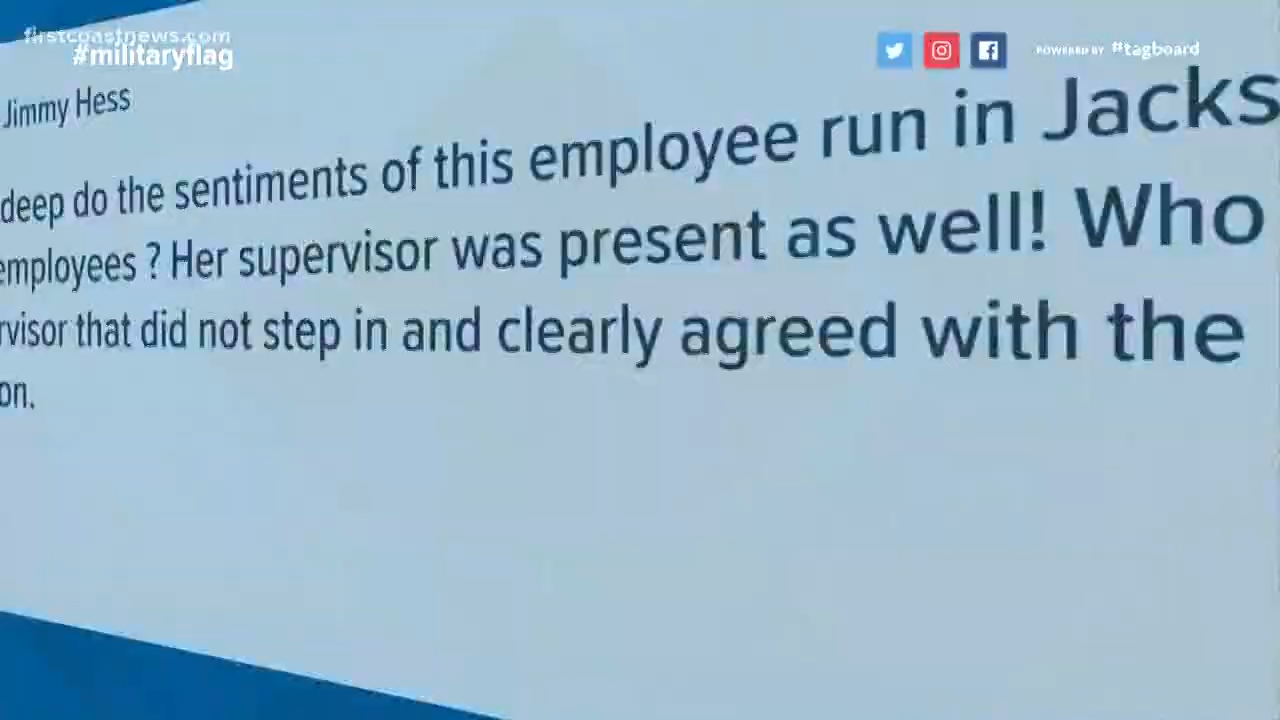 firstcoastnews.com
#militaryflag
POWERED BY #tagboard
Jimmy Hess
deep do the sentiments of this employee run in Jacks
employees ? Her supervisor was present as well! Who
rvisor that did not step in and clearly agreed with the
on.